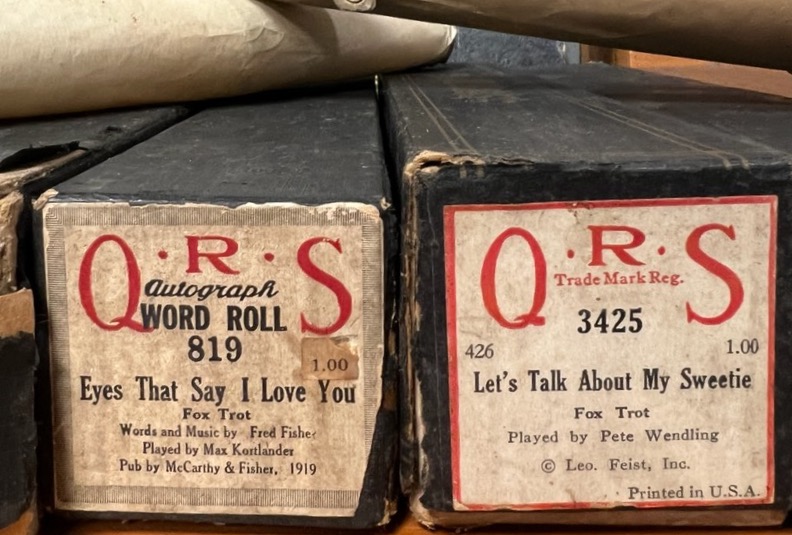 Q·R·S
Autograph
WORD ROLL
819
1.00
Eyes That Say I Love You
Fox Trot
Words and Music by Fred Fisher
Played by Max Kortlander
Pub by McCarthy & Fisher, 1919
Q·R·S
Trade Mark Reg.
3425
426
1.00
Let's Talk About My Sweetie
Fox Trot
Played by Pete Wendling
© Leo. Feist, Inc.
Printed in U.S.A.